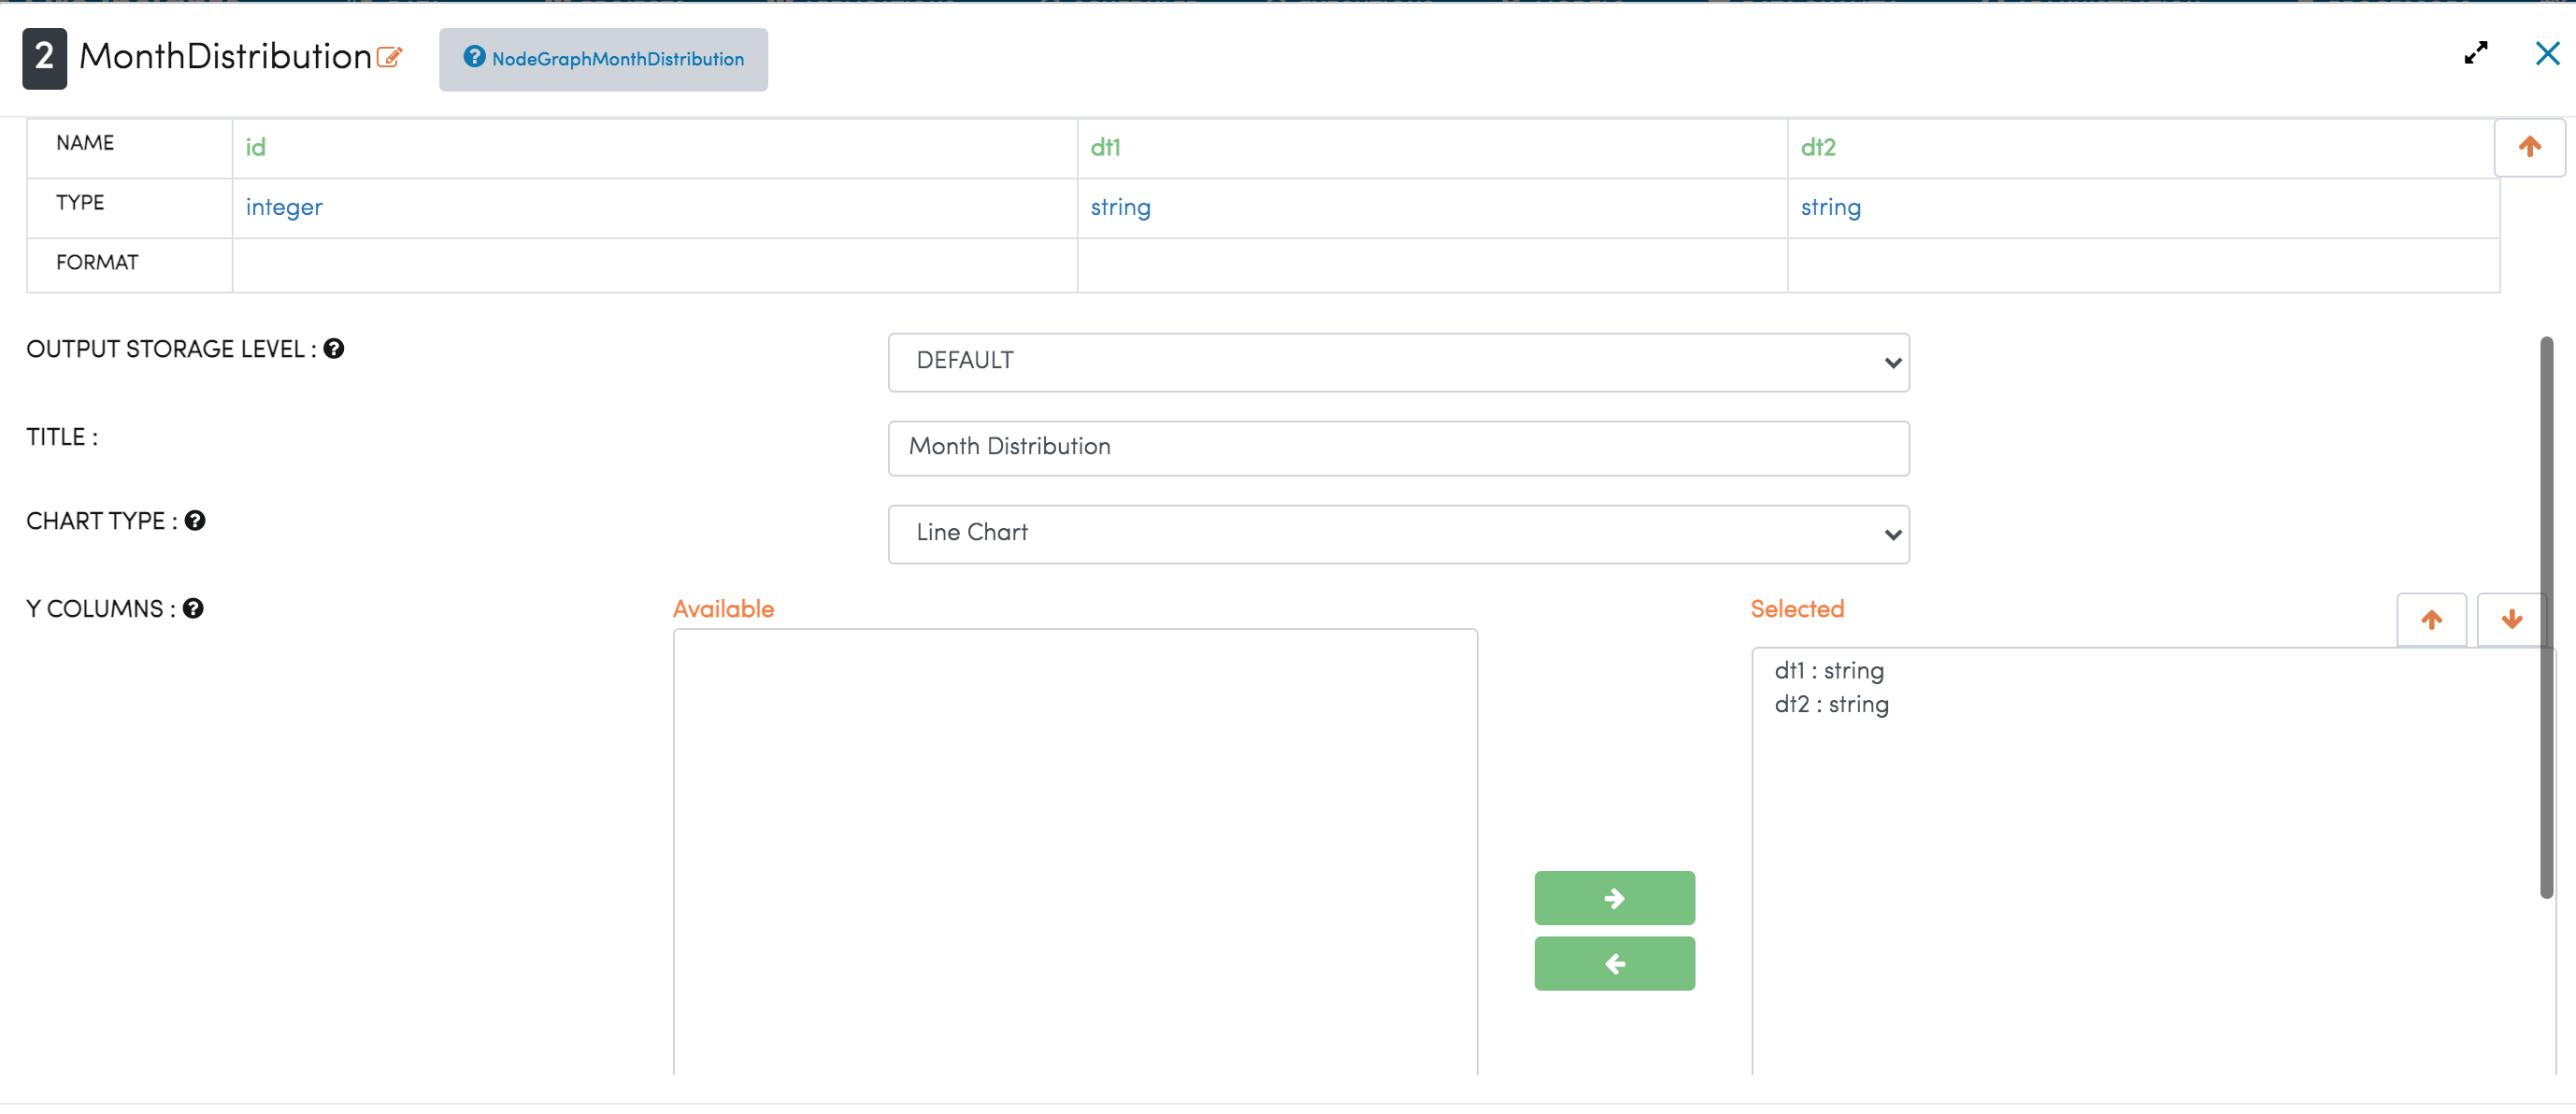 2 MonthDistribution NodeGraphMonthDistribution
NAME id dt1 dt2
TYPE integer string string
FORMAT
OUTPUT STORAGE LEVEL : DEFAULT
TITLE : Month Distribution
CHART TYPE : Line Chart
Y COLUMNS : Available Selected
dt1 : string
dt2 : string